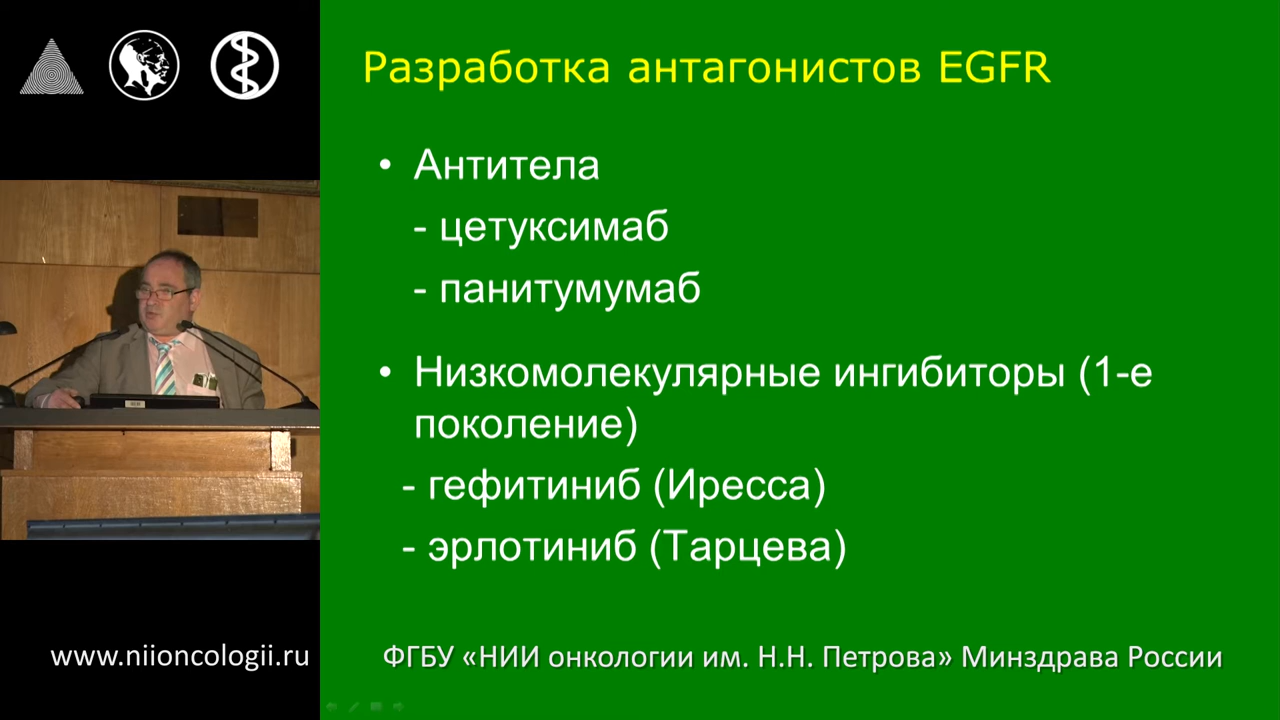 Разработка антагонистов EGFR
• Антитела
- цетуксимаб
- панитумумаб
• Низкомолекулярные ингибиторы (1-е
поколение)
- гефитиниб (Иресса)
- эрлотиниб (Тарцева)
www.niioncologii.ru
ФГБУ «НИИ онкологии им. Н.Н. Петрова» Минздрава России